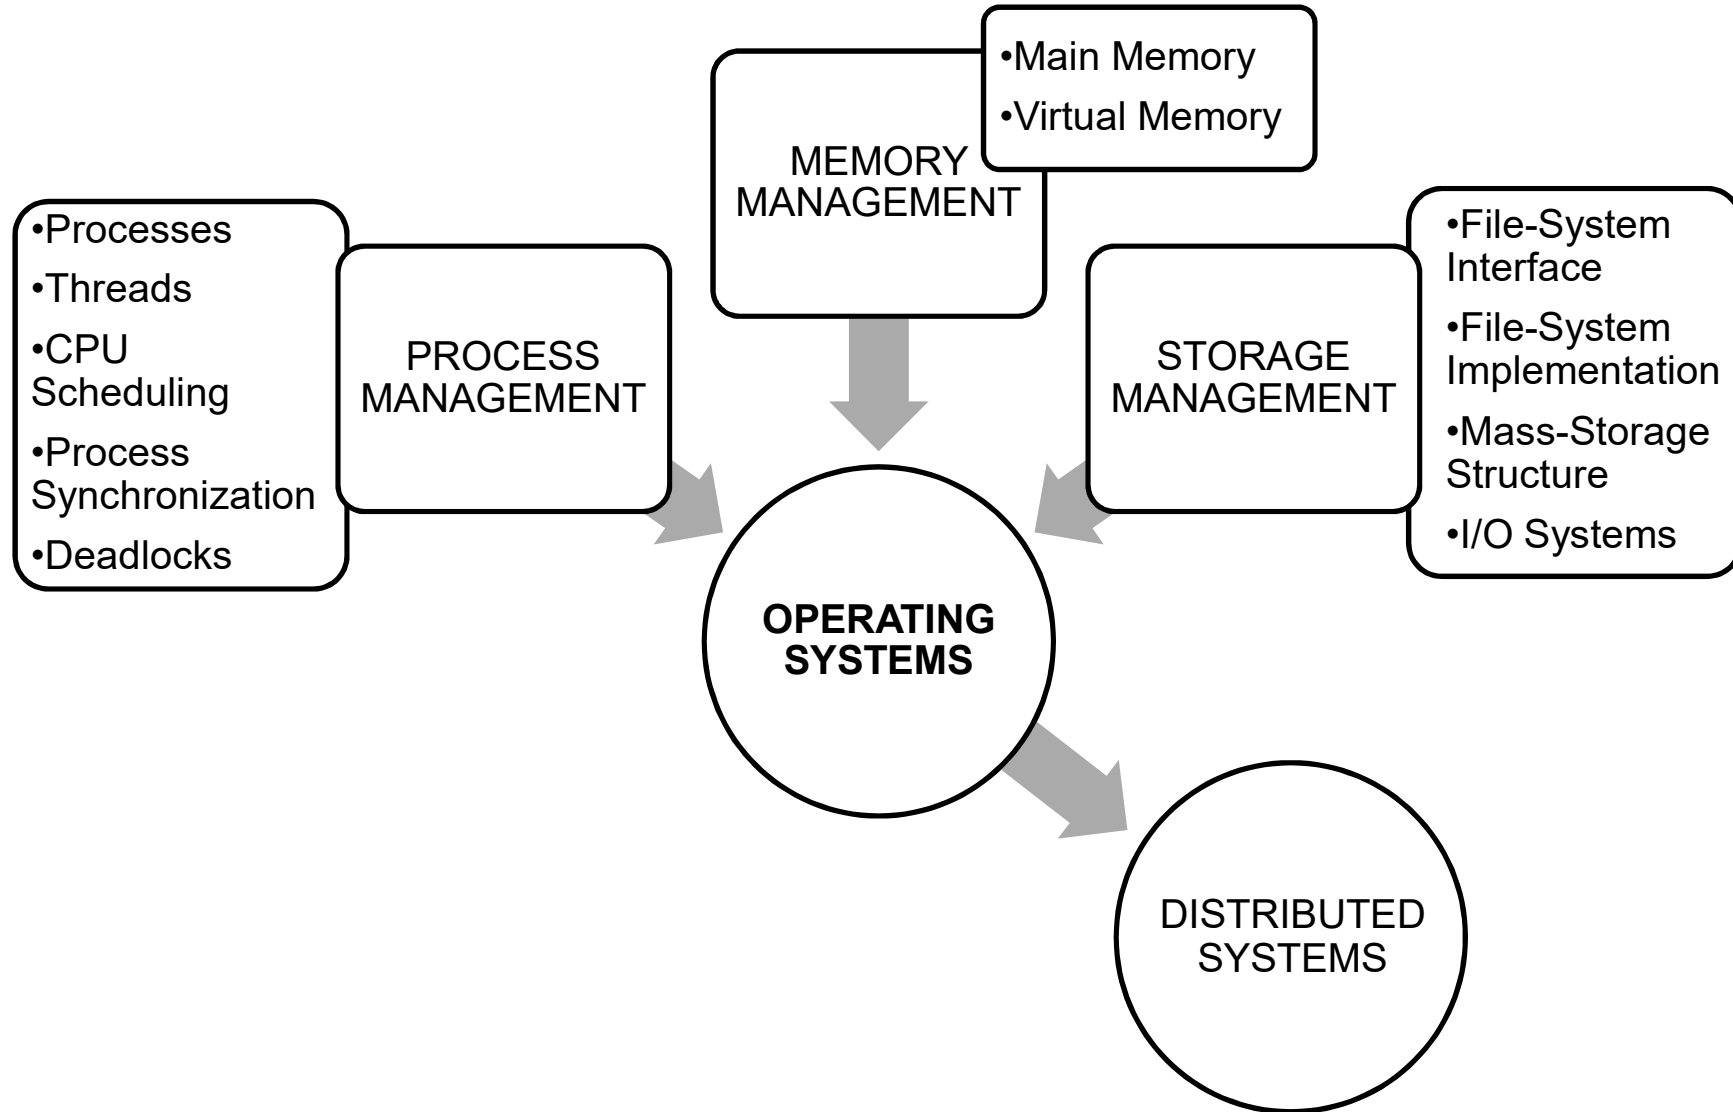 •Main Memory
•Virtual Memory
MEMORY
MANAGEMENT
•Processes
•Threads
•CPU
Scheduling
•Process
Synchronization
•Deadlocks
PROCESS
MANAGEMENT
STORAGE
MANAGEMENT
•File-System
Interface
•File-System
Implementation
•Mass-Storage
Structure
•I/O Systems
OPERATING
SYSTEMS
DISTRIBUTED
SYSTEMS